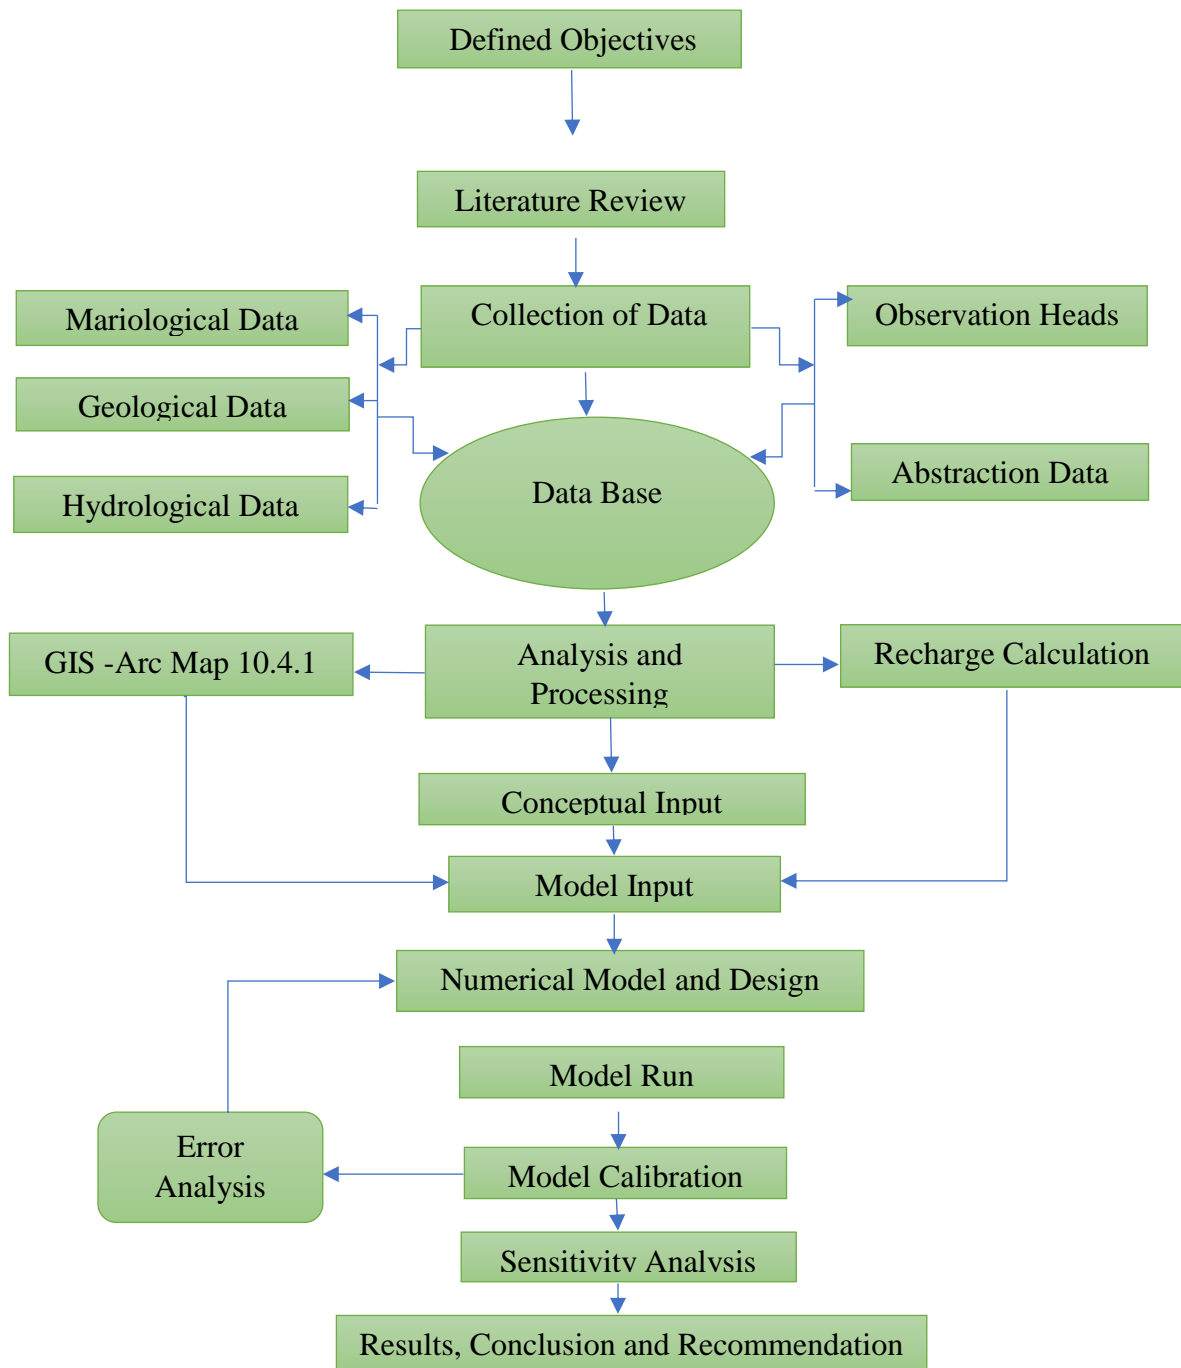 Defined Objectives
Literature Review
Collection of Data
Mariological Data
Geological Data
Hydrological Data
Observation Heads
Abstraction Data
Data Base
GIS -Arc Map 10.4.1
Analysis and
Processing
Recharge Calculation
Conceptual Input
Model Input
Numerical Model and Design
Model Run
Error
Analysis
Model Calibration
Sensitivity Analysis
Results, Conclusion and Recommendation